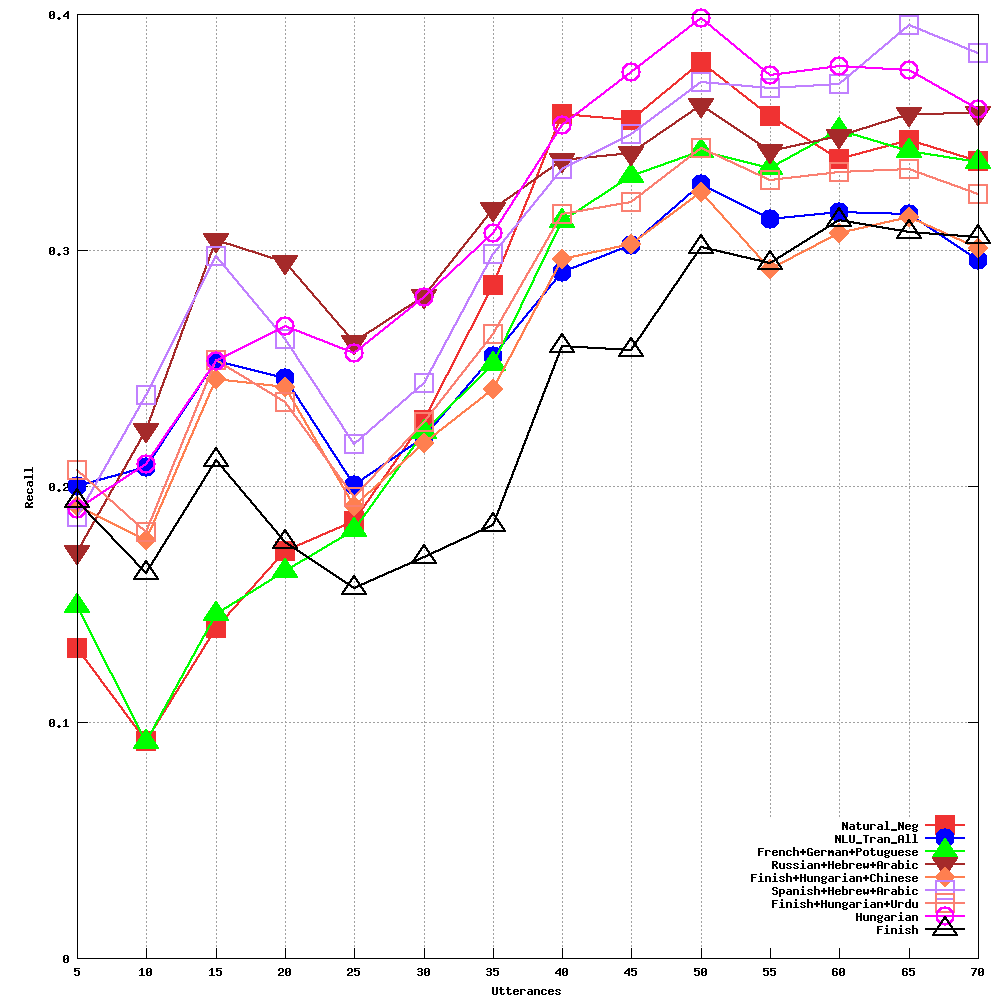 0.4
0.3
0.2
0.1
0
Recall
Natural_Neg
NLU_Tran_All
French+German+Potuguese
Russian+Hebrew+Arabic
Finish+Hungarian+Chinese
Spanish+Hebrew+Arabic
Finish+Hungarian+Urdu
Hungarian
Finish
5 10 15 20 25 30 35 40 45 50 55 60 65 70
Utterances